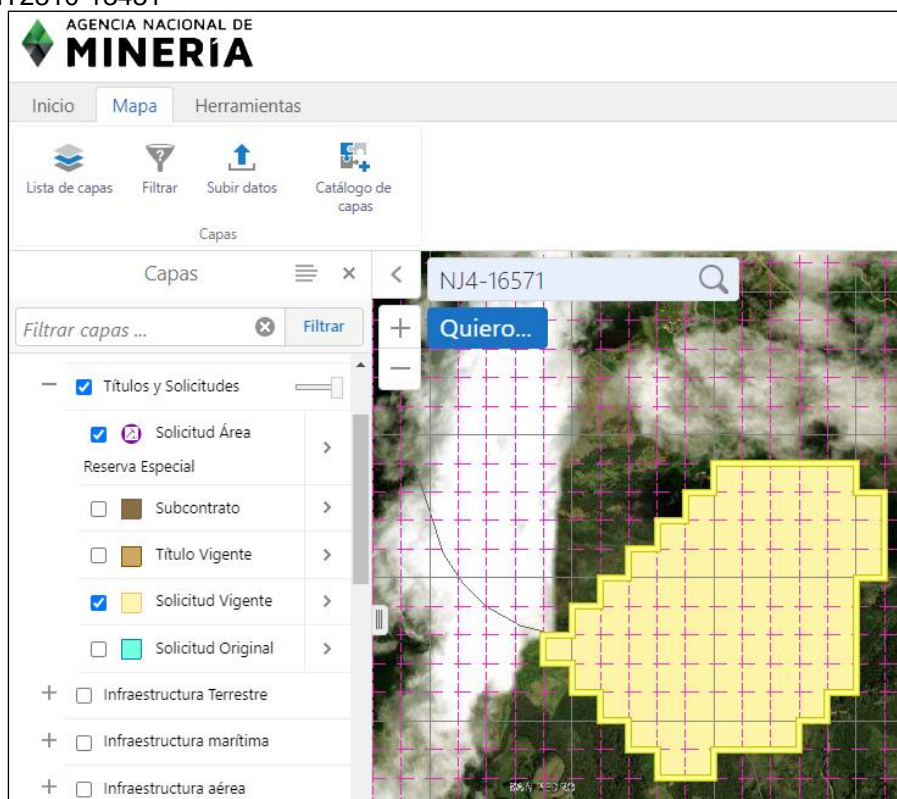 AGENCIA NACIONAL DE
MINERÍA
Inicio Mapa Herramientas
Lista de capas Filtrar Subir datos Catálogo de
capas
Capas
Capas
NJ4-16571
Filtrar capas ... Filtrar
Quiero...
Títulos y Solicitudes
Solicitud Área
Reserva Especial
Subcontrato
Título Vigente
Solicitud Vigente
Solicitud Original
Infraestructura Terrestre
Infraestructura marítima
Infraestructura aérea
SAN PEDRO